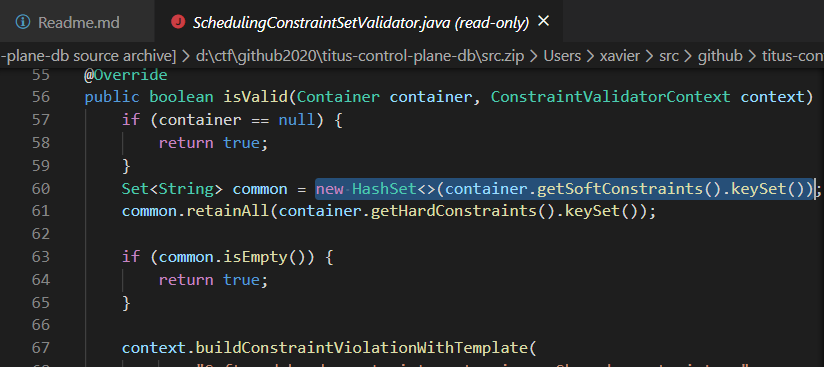 Readme.md
SchedulingConstraintSetValidator.java (read-only)
-plane-db source archive] > d:\ctf\github2020\titus-control-plane-db\src.zip > Users > xavier > src > github > titus-con
55 @Override
56 public boolean isValid(Container container, ConstraintValidatorContext context)
57 if (container == null) {
58 return true;
59 }
60 Set<String> common = new HashSet<>(container.getSoftConstraints().keySet());
61 common.retainAll(container.getHardConstraints().keySet());
62
63 if (common.isEmpty()) {
64 return true;
65 }
66
67 context.buildConstraintViolationWithTemplate(